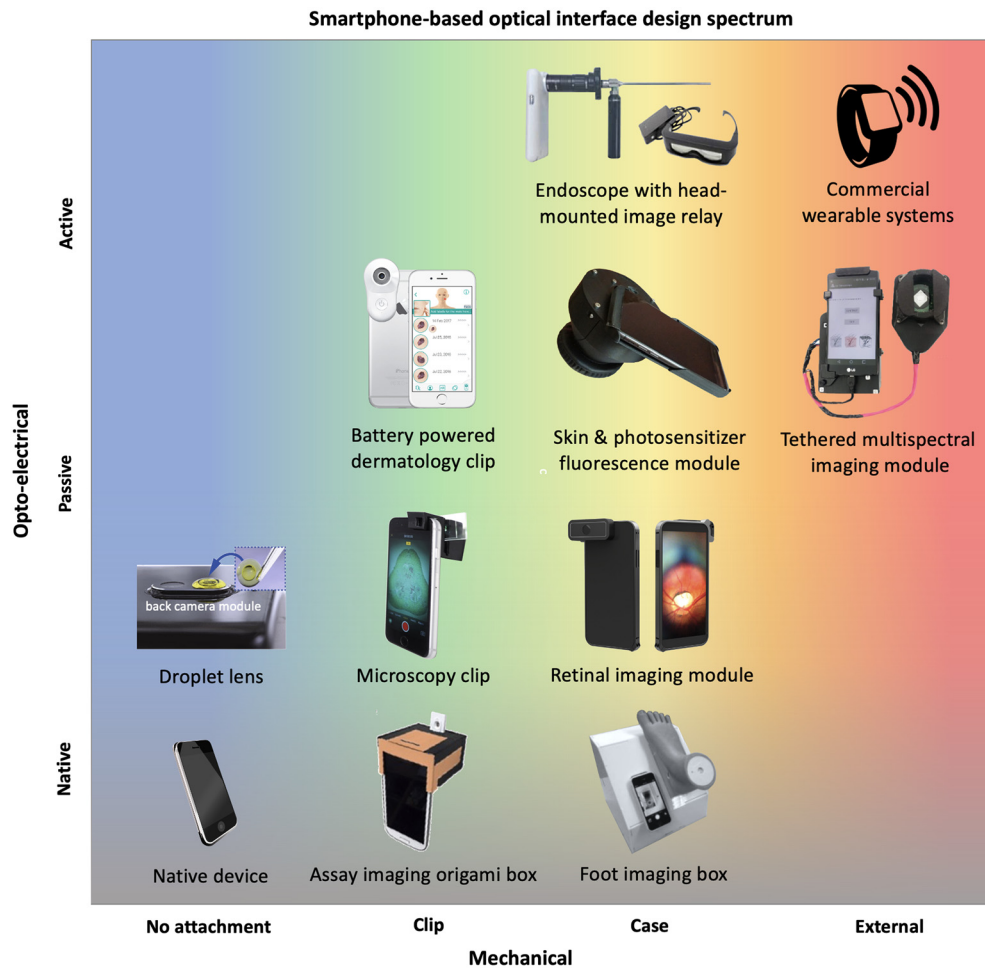 Smartphone-based optical interface design spectrum
Endoscope with head-
mounted image relay
Commercial
wearable systems
Active
Battery powered
dermatology clip
Skin & photosensitizer
fluorescence module
Tethered multispectral
imaging module
Opto-electrical
Passive
back camera module
Droplet lens
Microscopy clip
Retinal imaging module
Native
Native device
Assay imaging origami box
Foot imaging box
No attachment
Clip
Case
External
Mechanical